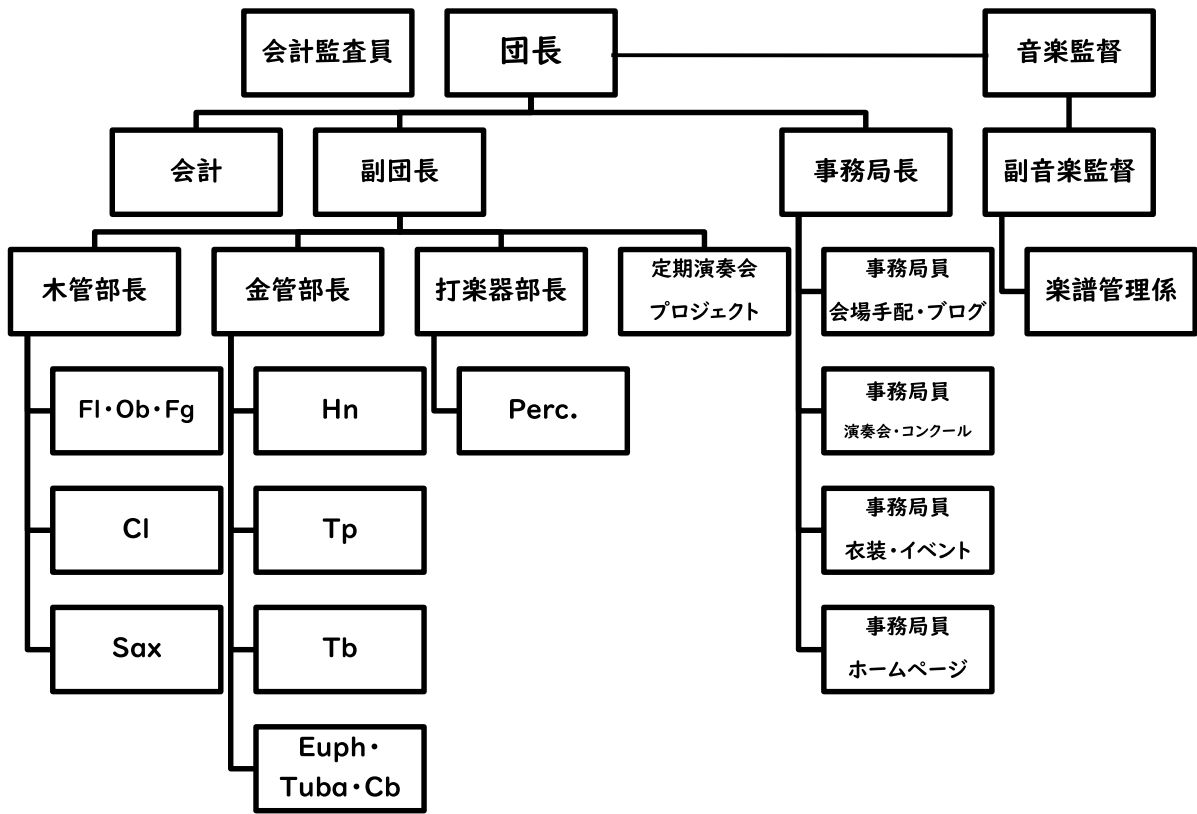 会計監査員
団長
音楽監督
会計
副団長
事務局長
副音楽監督
木管部長
金管部長
打楽器部長
定期演奏会
プロジェクト
事務局員
会場手配・ブログ
楽譜管理係
Fl・Ob・Fg
Hn
Perc.
事務局員
演奏会・コンクール
Cl
Tp
事務局員
衣装・イベント
Sax
Tb
事務局員
ホームページ
Euph・
Tuba・Cb